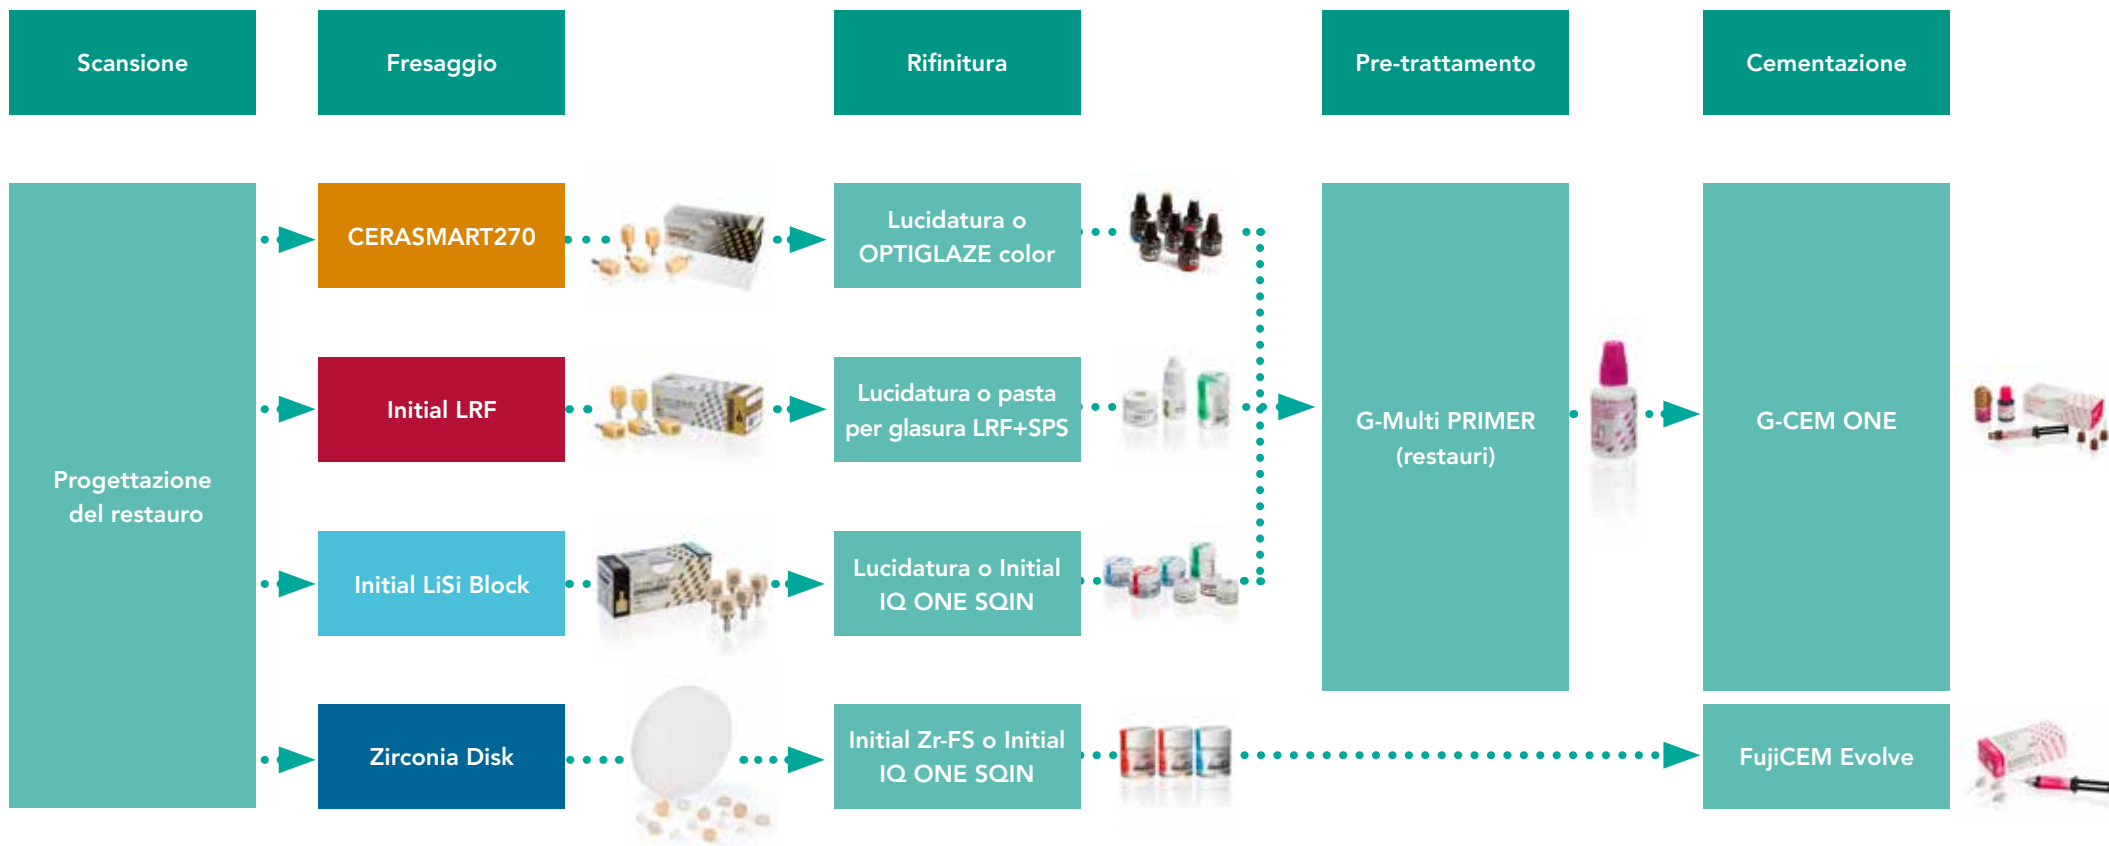 Scansione
Fresaggio
Rifinitura
Pre-trattamento
Cementazione
Progettazione
del restauro
CERASMART270
Lucidatura o
OPTIGLAZE color
Initial LRF
Lucidatura o pasta
per glasura LRF+SPS
Initial LiSi Block
Lucidatura o Initial
IQ ONE SQIN
Zirconia Disk
Initial Zr-FS o Initial
IQ ONE SQIN
G-Multi PRIMER
(restauri)
G-CEM ONE
FujiCEM Evolve